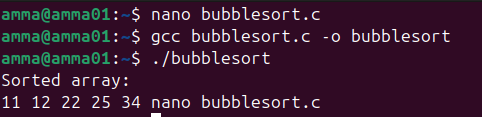 amma@amma01:~$ nano bubblesort.c
amma@amma01:~$ gcc bubblesort.c -o bubblesort
amma@amma01:~$ ./bubblesort
Sorted array:
11 12 22 25 34 nano bubblesort.c